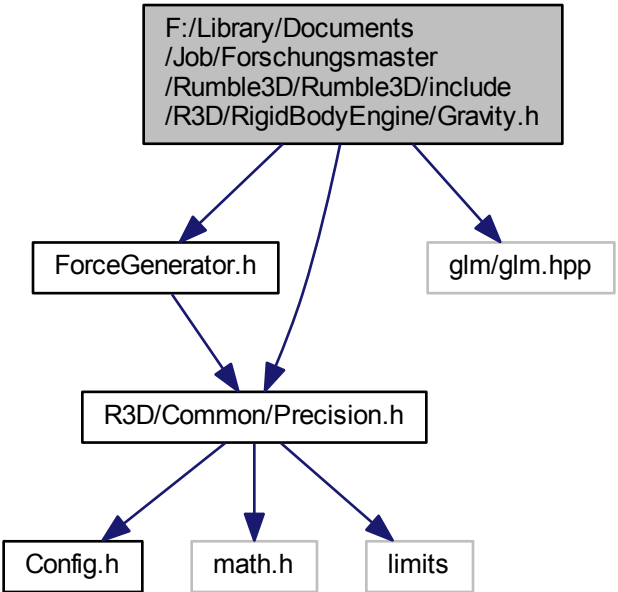 F:/Library/Documents
/Job/Forschungsmaster
/Rumble3D/Rumble3D/include
/R3D/RigidBodyEngine/Gravity.h
ForceGenerator.h
glm/glm.hpp
R3D/Common/Precision.h
Config.h
math.h
limits